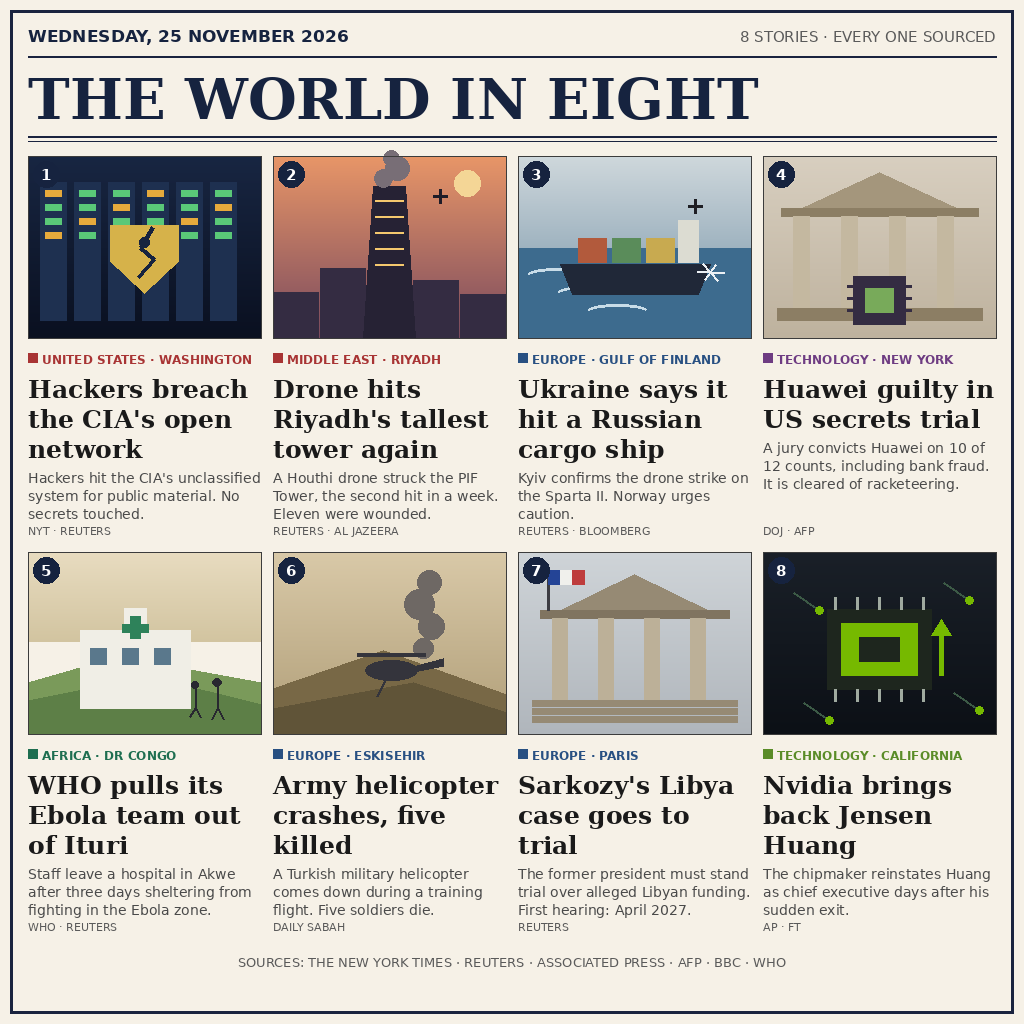 WEDNESDAY, 25 NOVEMBER 2026
8 STORIES · EVERY ONE SOURCED
THE WORLD IN EIGHT
1
UNITED STATES · WASHINGTON
Hackers breach
the CIA's open
network
Hackers hit the CIA's unclassified
system for public material. No
secrets touched.
NYT · REUTERS
2
MIDDLE EAST · RIYADH
Drone hits
Riyadh's tallest
tower again
A Houthi drone struck the PIF
Tower, the second hit in a week.
Eleven were wounded.
REUTERS · AL JAZEERA
3
EUROPE · GULF OF FINLAND
Ukraine says it
hit a Russian
cargo ship
Kyiv confirms the drone strike on
the Sparta II. Norway urges
caution.
REUTERS · BLOOMBERG
4
TECHNOLOGY · NEW YORK
Huawei guilty in
US secrets trial
A jury convicts Huawei on 10 of
12 counts, including bank fraud.
It is cleared of racketeering.
DOJ · AFP
5
AFRICA · DR CONGO
WHO pulls its
Ebola team out
of Ituri
Staff leave a hospital in Akwe
after three days sheltering from
fighting in the Ebola zone.
WHO · REUTERS
6
EUROPE · ESKISEHIR
Army helicopter
crashes, five
killed
A Turkish military helicopter
comes down during a training
flight. Five soldiers die.
DAILY SABAH
7
EUROPE · PARIS
Sarkozy's Libya
case goes to
trial
The former president must stand
trial over alleged Libyan funding.
First hearing: April 2027.
REUTERS
8
TECHNOLOGY · CALIFORNIA
Nvidia brings
back Jensen
Huang
The chipmaker reinstates Huang
as chief executive days after his
sudden exit.
AP · FT
SOURCES: THE NEW YORK TIMES · REUTERS · ASSOCIATED PRESS · AFP · BBC · WHO